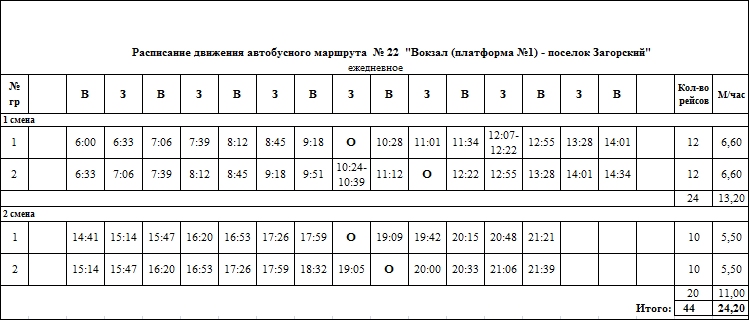 Расписание движения автобусного маршрута № 22 "Вокзал (платформа №1) - поселок Загорский"
ежедневное
№ гр В З В З В З В З В З В З В З В Кол-во рейсов М/час
1 смена
1 6:00 6:33 7:06 7:39 8:12 8:45 9:18 О 10:28 11:01 11:34 12:07-12:22 12:55 13:28 14:01 12 6,60
2 6:33 7:06 7:39 8:12 8:45 9:18 9:51 10:24-10:39 11:12 О 12:22 12:55 13:28 14:01 14:34 12 6,60
24 13,20
2 смена
1 14:41 15:14 15:47 16:20 16:53 17:26 17:59 О 19:09 19:42 20:15 20:48 21:21 10 5,50
2 15:14 15:47 16:20 16:53 17:26 17:59 18:32 19:05 О 20:00 20:33 21:06 21:39 10 5,50
20 11,00
Итого: 44 24,20